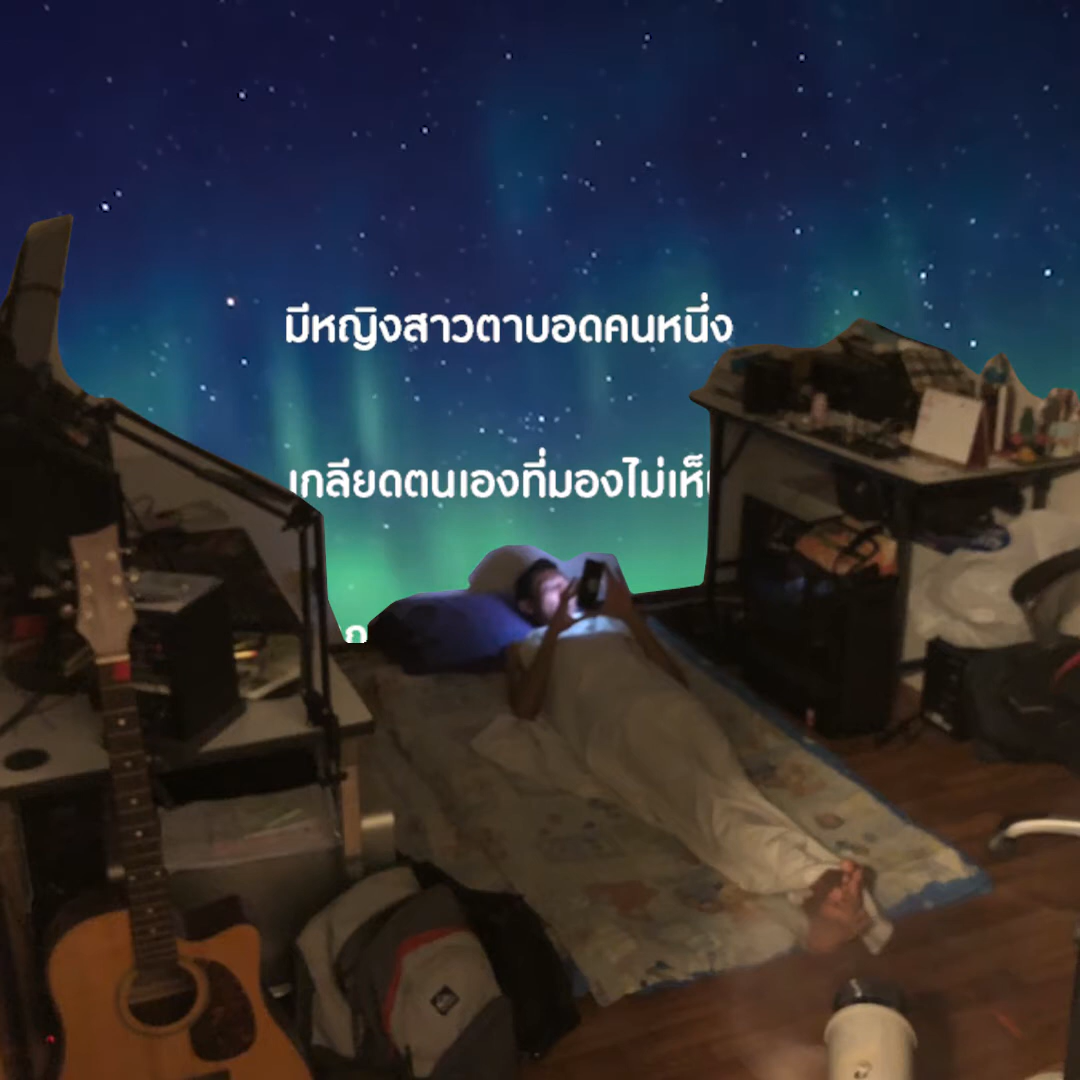 มีหญิงสาวตาบอดคนหนึ่ง
เกลียดตนเองที่มองไม่เห็